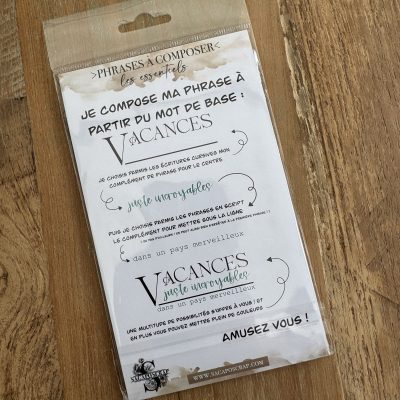 >PHRASES À COMPOSER<
les essentiels
JE COMPOSE MA PHRASE À
PARTIR DU MOT DE BASE :
VACANCES
JE CHOISIS PARMIS LES ÉCRITURES CURSIVES MON
COMPLÉMENT DE PHRASE POUR LE CENTRE.
juste incroyables
PUIS JE CHOISIS PARMIS LES PHRASES EN SCRIPT
LE COMPLÉMENT POUR METTRE SOUS LA LIGNE
dans un pays merveilleux
VACANCES
juste incroyables
dans un pays merveilleux
UNE MULTITUDE DE POSSIBILITÉS S'OFFRE À VOUS ! ET
EN PLUS VOUS POUVEZ METTRE PLEIN DE COULEURS
AMUSEZ VOUS !
SACAPOSCRAP
WWW.SACAPOSCRAP.COM